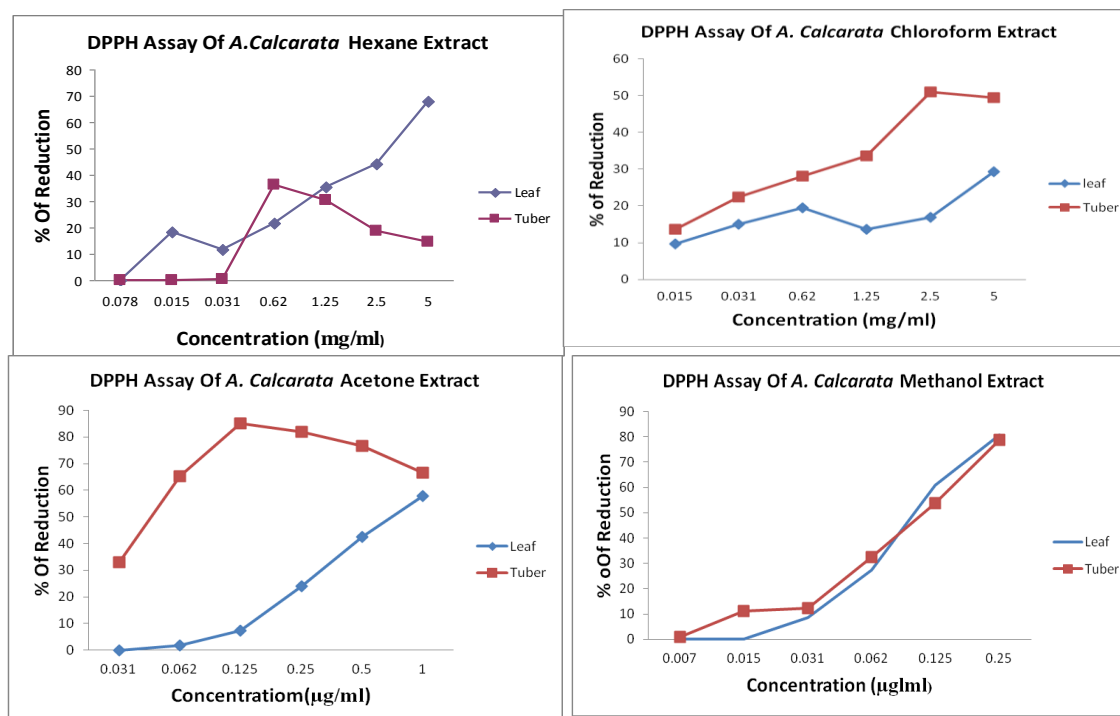 DPPH Assay Of A.Calcarata Hexane Extract
% Of Reduction
80
70
60
50
40
30
20
10
0
0.078 0.015 0.031 0.62 1.25 2.5 5
Concentration (mg/ml)
Leaf
Tuber
DPPH Assay Of A. Calcarata Chloroform Extract
% of Reduction
60
50
40
30
20
10
0
0.015 0.031 0.62 1.25 2.5 5
Concentration (mg/ml)
leaf
Tuber
DPPH Assay Of A. Calcarata Acetone Extract
% Of Reduction
90
80
70
60
50
40
30
20
10
0
0.031 0.062 0.125 0.25 0.5 1
Concentratiom(µg/ml)
Leaf
Tuber
DPPH Assay Of A. Calcarata Methanol Extract
% oOf Reduction
90
80
70
60
50
40
30
20
10
0
0.007 0.015 0.031 0.062 0.125 0.25
Concentration (µglml)
Leaf
Tuber